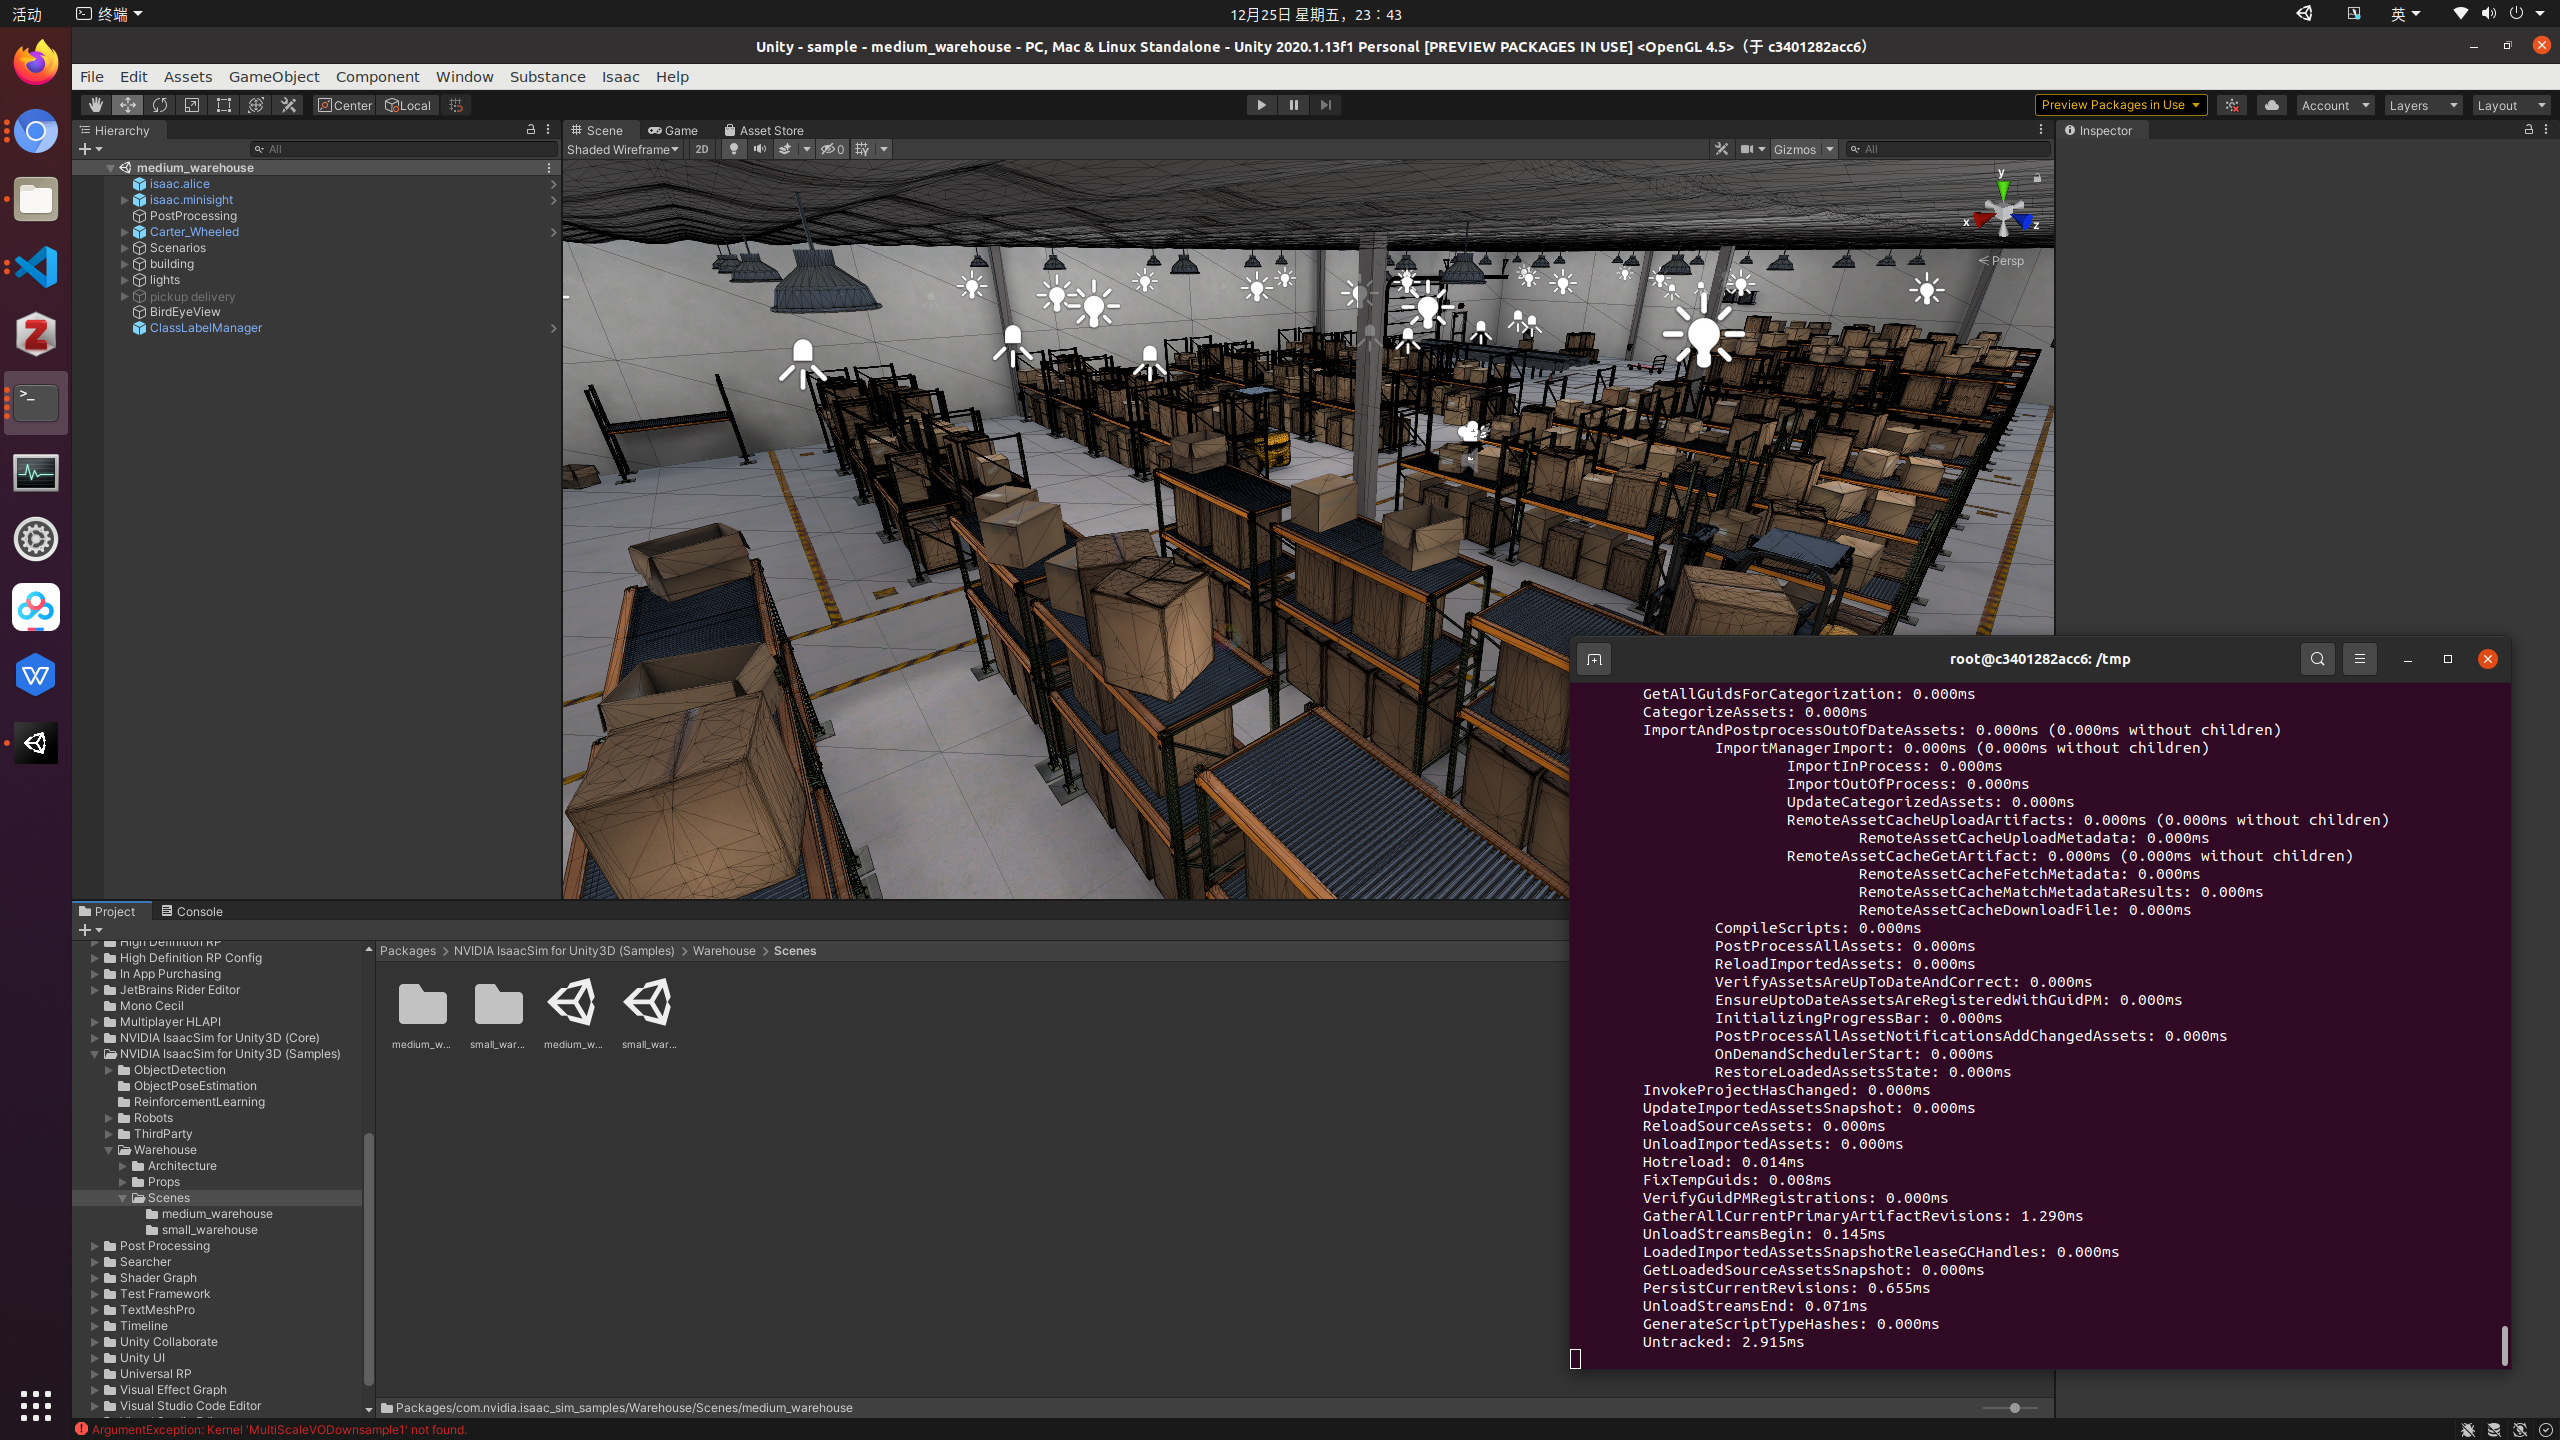 活动
终端
12月25日 星期五，23：43
英
Unity - sample - medium_warehouse - PC, Mac & Linux Standalone - Unity 2020.1.13f1 Personal [PREVIEW PACKAGES IN USE] <OpenGL 4.5>（于 c3401282acc6）
File Edit Assets GameObject Component Window Substance Isaac Help
Center Local
Preview Packages in Use
Account Layers Layout
Hierarchy
All
medium_warehouse
isaac.alice
isaac.minisight
PostProcessing
Carter_Wheeled
Scenarios
building
lights
pickup delivery
BirdEyeView
ClassLabelManager
Scene Game Asset Store
Shaded Wireframe 2D 0 Gizmos All
y
x
z
Persp
Inspector
Project Console
High Definition RP
High Definition RP Config
In App Purchasing
JetBrains Rider Editor
Mono Cecil
Multiplayer HLAPI
NVIDIA IsaacSim for Unity3D (Core)
NVIDIA IsaacSim for Unity3D (Samples)
ObjectDetection
ObjectPoseEstimation
ReinforcementLearning
Robots
ThirdParty
Warehouse
Architecture
Props
Scenes
medium_warehouse
small_warehouse
Post Processing
Searcher
Shader Graph
Test Framework
TextMeshPro
Timeline
Unity Collaborate
Unity UI
Universal RP
Visual Effect Graph
Visual Studio Code Editor
Packages > NVIDIA IsaacSim for Unity3D (Samples) > Warehouse > Scenes
medium_w... small_war... medium_w... small_war...
Packages/com.nvidia.isaac_sim_samples/Warehouse/Scenes/medium_warehouse
root@c3401282acc6: /tmp
GetAllGuidsForCategorization: 0.000ms
CategorizeAssets: 0.000ms
ImportAndPostprocessOutOfDateAssets: 0.000ms (0.000ms without children)
ImportManagerImport: 0.000ms (0.000ms without children)
ImportInProcess: 0.000ms
ImportOutOfProcess: 0.000ms
UpdateCategorizedAssets: 0.000ms
RemoteAssetCacheUploadArtifacts: 0.000ms (0.000ms without children)
RemoteAssetCacheUploadMetadata: 0.000ms
RemoteAssetCacheGetArtifact: 0.000ms (0.000ms without children)
RemoteAssetCacheFetchMetadata: 0.000ms
RemoteAssetCacheMatchMetadataResults: 0.000ms
RemoteAssetCacheDownloadFile: 0.000ms
CompileScripts: 0.000ms
PostProcessAllAssets: 0.000ms
ReloadImportedAssets: 0.000ms
VerifyAssetsAreUpToDateAndCorrect: 0.000ms
EnsureUptoDateAssetsAreRegisteredWithGuidPM: 0.000ms
InitializingProgressBar: 0.000ms
PostProcessAllAssetNotificationsAddChangedAssets: 0.000ms
OnDemandSchedulerStart: 0.000ms
RestoreLoadedAssetsState: 0.000ms
InvokeProjectHasChanged: 0.000ms
UpdateImportedAssetsSnapshot: 0.000ms
ReloadSourceAssets: 0.000ms
UnloadImportedAssets: 0.000ms
Hotreload: 0.014ms
FixTempGuids: 0.008ms
VerifyGuidPMRegistrations: 0.000ms
GatherAllCurrentPrimaryArtifactRevisions: 1.290ms
UnloadStreamsBegin: 0.145ms
LoadedImportedAssetsSnapshotReleaseGCHandles: 0.000ms
GetLoadedSourceAssetsSnapshot: 0.000ms
PersistCurrentRevisions: 0.655ms
UnloadStreamsEnd: 0.071ms
GenerateScriptTypeHashes: 0.000ms
Untracked: 2.915ms
ArgumentException: Kernel 'MultiScaleVODownsample1' not found.